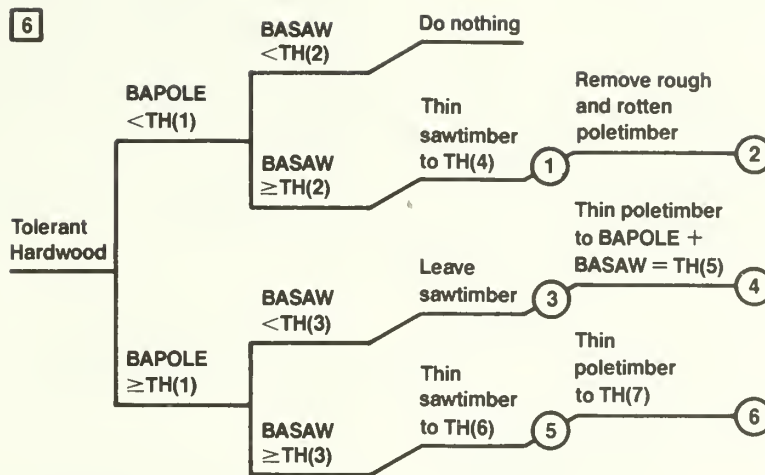 6
BASAW
<TH(2)
Do nothing
BAPOLE
<TH(1)
BASAW
≥TH(2)
Thin
sawtimber
to TH(4)
1
Remove rough
and rotten
poletimber
2
Tolerant
Hardwood
BAPOLE
≥TH(1)
BASAW
<TH(3)
Leave
sawtimber
3
Thin poletimber
to BAPOLE +
BASAW = TH(5)
4
BASAW
≥TH(3)
Thin
sawtimber
to TH(6)
5
Thin
poletimber
to TH(7)
6